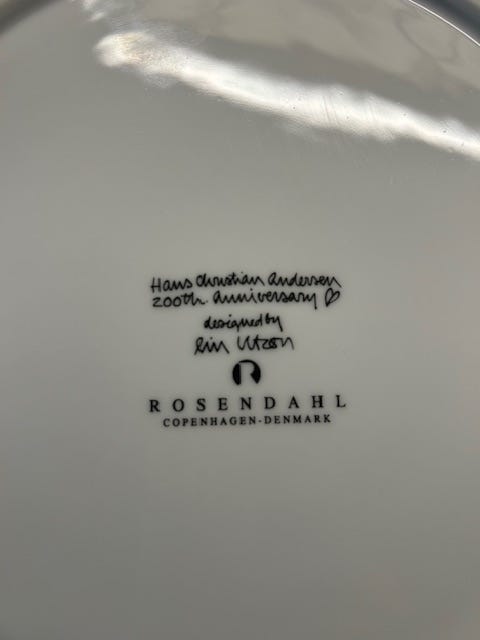 Hans Christian Andersen
200th. anniversary ♡
designed by
Lin Utzon
R
ROSENDAHL
COPENHAGEN-DENMARK